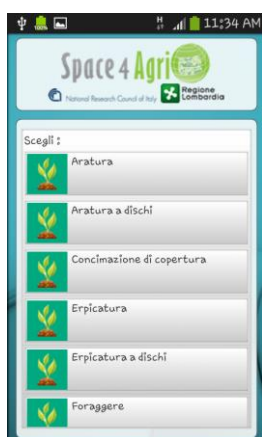 11:34 AM
Space 4 Agri
National Research Council of Italy
Regione
Lombardia
Scegli :
Aratura
Aratura a dischi
Concimazione di copertura
Erpicatura
Erpicatura a dischi
Foraggere